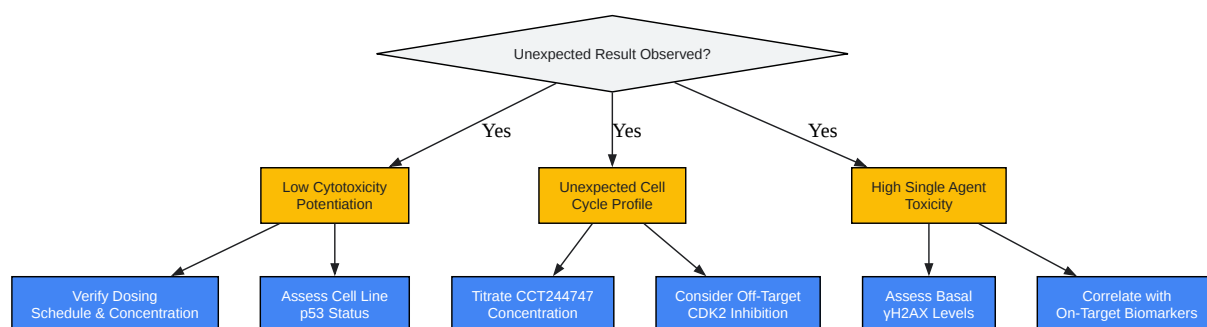 Unexpected Result Observed?
Yes
Yes
Yes
Low Cytotoxicity
Potentiation
Unexpected Cell
Cycle Profile
High Single Agent
Toxicity
Verify Dosing
Schedule & Concentration
Assess Cell Line
p53 Status
Titrate CCT244747
Concentration
Consider Off-Target
CDK2 Inhibition
Assess Basal
γH2AX Levels
Correlate with
On-Target Biomarkers